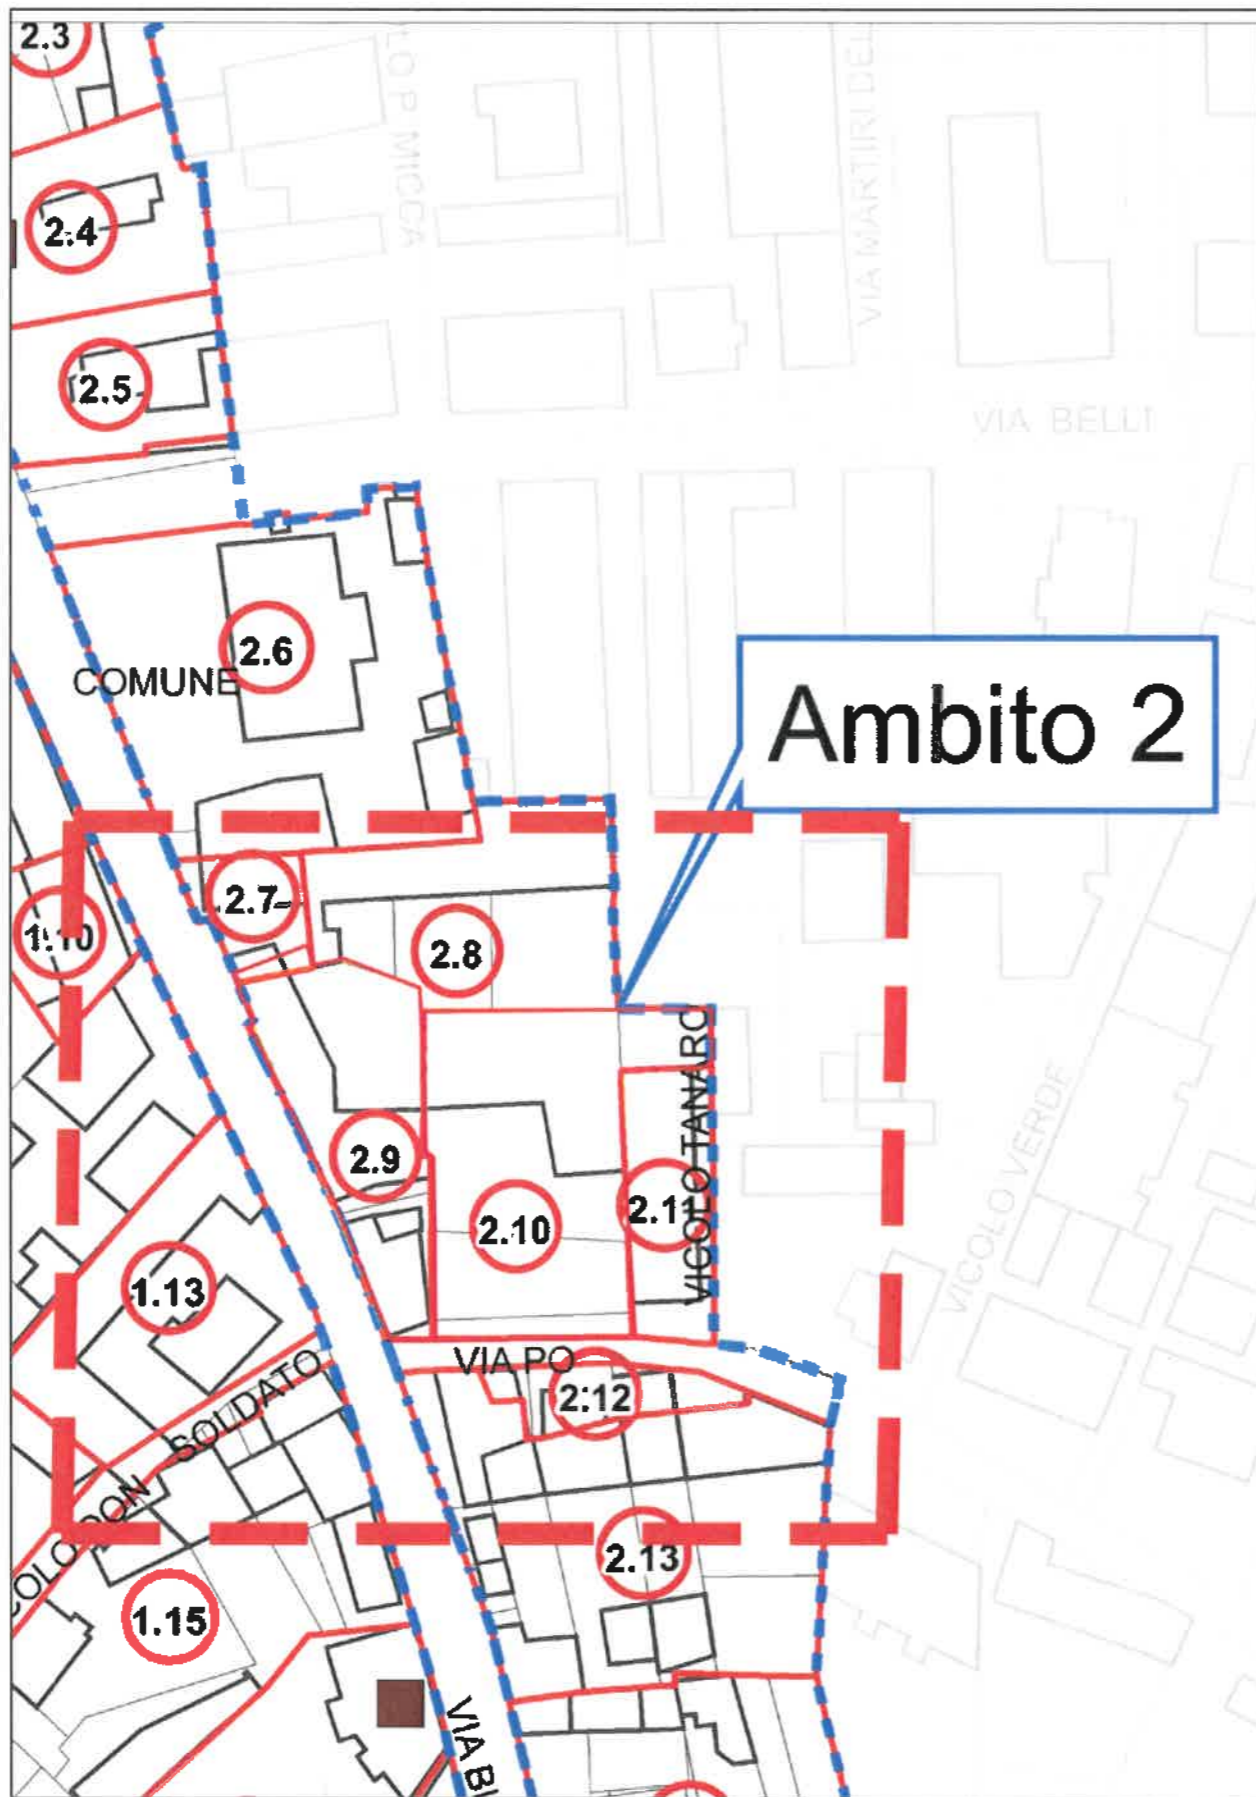 2.3
VIA MARTIRI DEL
2.4
2.5
VIA BELLI
2.6
COMUNE
Ambito 2
2.7
1.10
2.8
VICOLO TANARO
VICOLO VERDE
2.9
2.11
2.10
1.13
VIA PO
2.12
SOLDATO
DON
2.13
1.15